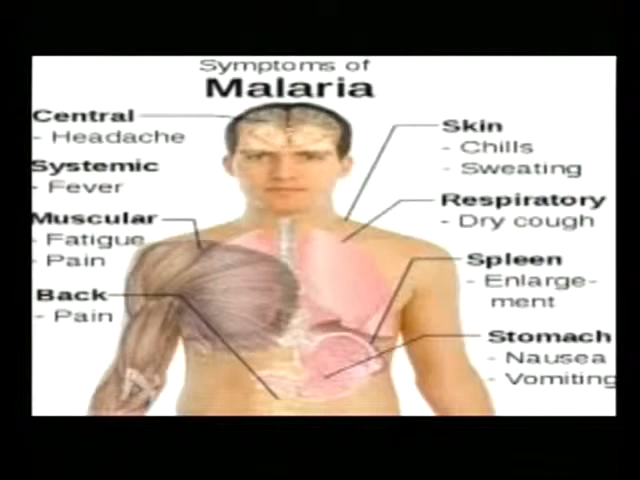 Symptoms of
Malaria
Central
- Headache
Systemic
- Fever
Muscular
- Fatigue
- Pain
Back
- Pain
Skin
- Chills
- Sweating
Respiratory
- Dry cough
Spleen
- Enlarge-
ment
Stomach
- Nausea
- Vomiting